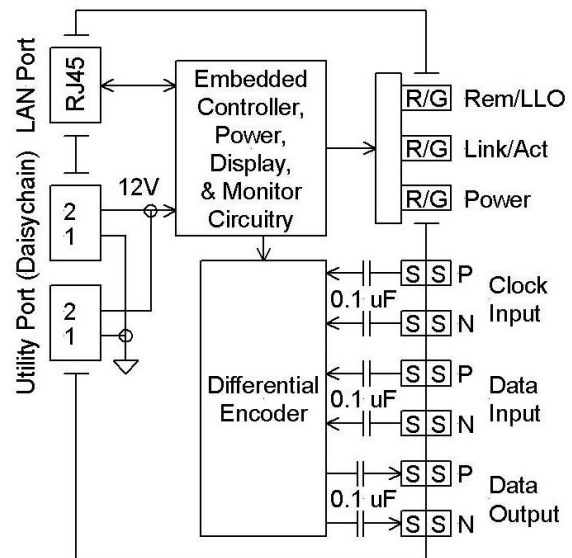 LAN Port
RJ45
Embedded
Controller,
Power,
Display,
& Monitor
Circuitry
R/G Rem/LLO
R/G Link/Act
R/G Power
Utility Port (Daisychain)
12V
2
1
2
1
Differential
Encoder
S S P
0.1 uF
S S N
Clock
Input
S S P
0.1 uF
S S N
Data
Input
S S P
0.1 uF
S S N
Data
Output